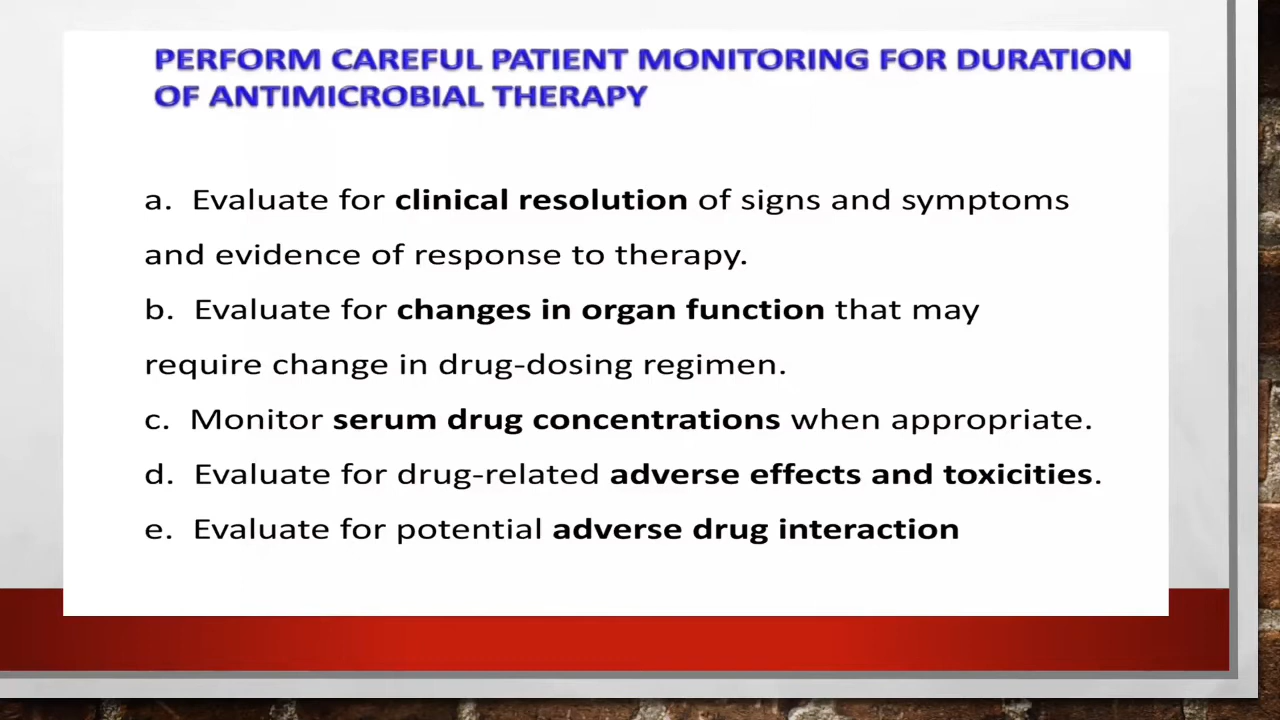 PERFORM CAREFUL PATIENT MONITORING FOR DURATION
OF ANTIMICROBIAL THERAPY
a. Evaluate for clinical resolution of signs and symptoms
and evidence of response to therapy.
b. Evaluate for changes in organ function that may
require change in drug-dosing regimen.
c. Monitor serum drug concentrations when appropriate.
d. Evaluate for drug-related adverse effects and toxicities.
e. Evaluate for potential adverse drug interaction